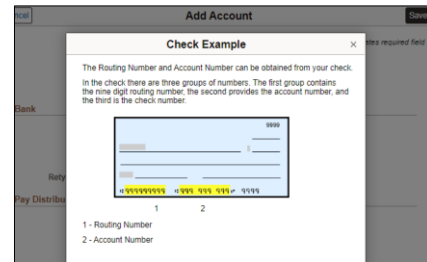 ncel
Add Account
Save
ates required field
Check Example
×
The Routing Number and Account Number can be obtained from your check.
In the check there are three groups of numbers. The first group contains
the nine digit routing number, the second provides the account number, and
the third is the check number.
Bank
9999
Rety
Pay Distribu
999999999 999 999 999 9999
1 2
1 - Routing Number
2 - Account Number